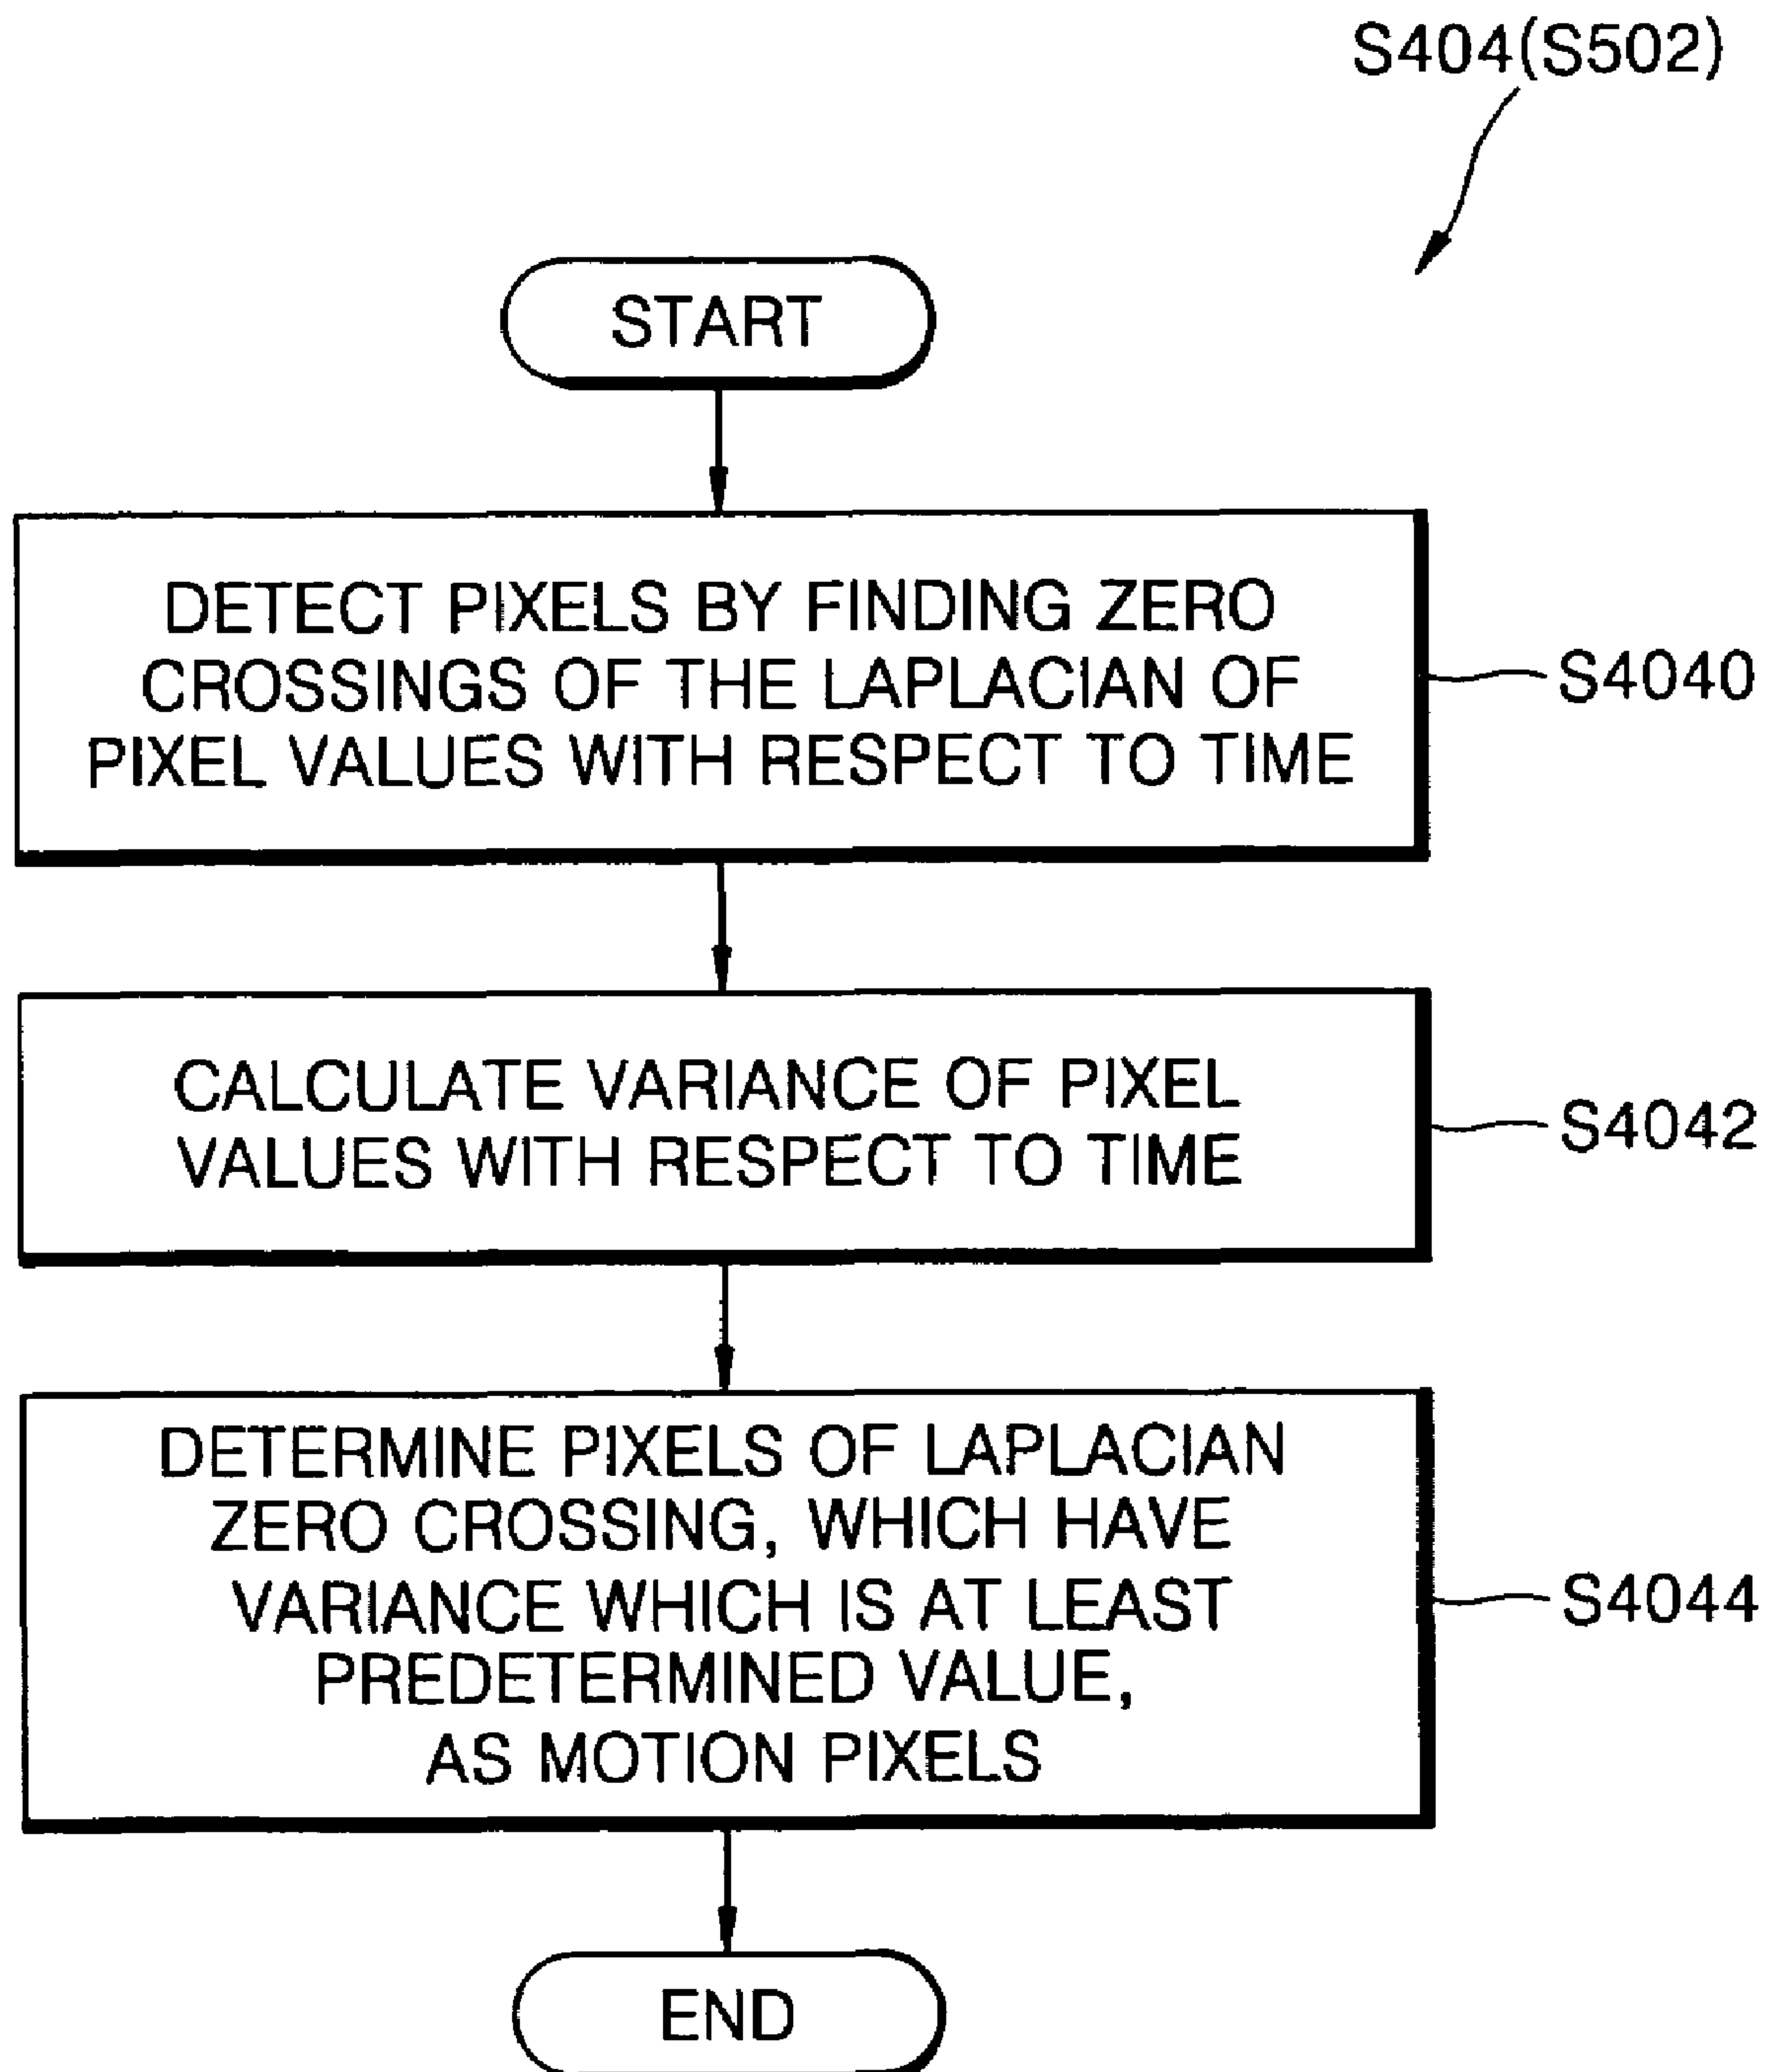 S404(S502)
START
DETECT PIXELS BY FINDING ZERO
CROSSINGS OF THE LAPLACIAN OF
PIXEL VALUES WITH RESPECT TO TIME
S4040
CALCULATE VARIANCE OF PIXEL
VALUES WITH RESPECT TO TIME
S4042
DETERMINE PIXELS OF LAPLACIAN
ZERO CROSSING, WHICH HAVE
VARIANCE WHICH IS AT LEAST
PREDETERMINED VALUE,
AS MOTION PIXELS
S4044
END